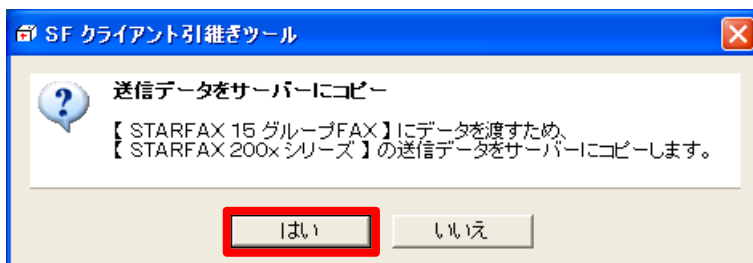 SF クライアント引継ぎツール
送信データをサーバーにコピー
【 STARFAX 15 グループFAX 】にデータを渡すため、
【 STARFAX 200x シリーズ 】の送信データをサーバーにコピーします。
はい
いいえ